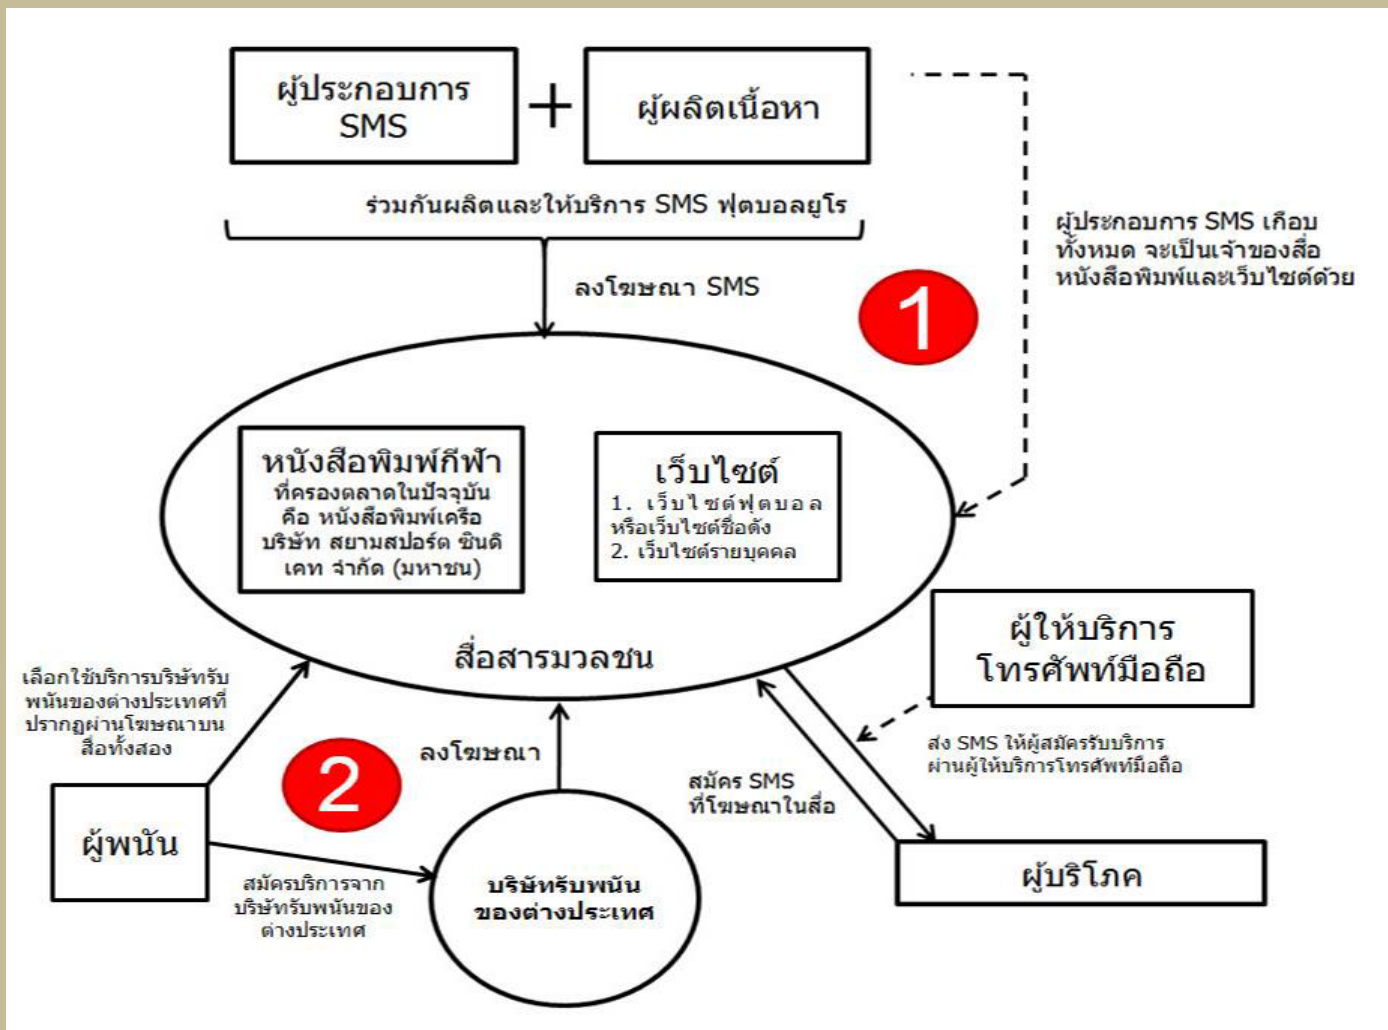 ผู้ประกอบการ
SMS
+
ผู้ผลิตเนื้อหา
ร่วมกันผลิตและให้บริการ SMS ฟุตบอลยูโร
ลงโฆษณา SMS
1
ผู้ประกอบการ SMS เกือบ
ทั้งหมด จะเป็นเจ้าของสื่อ
หนังสือพิมพ์และเว็บไซต์ด้วย
หนังสือพิมพ์กีฬา
ที่ครองตลาดในปัจจุบัน
คือ หนังสือพิมพ์เครือ
บริษัท สยามสปอร์ต ซินดิ
เคท จำกัด (มหาชน)
เว็บไซต์
1. เว็บไซต์ฟุตบอล
หรือเว็บไซต์ชื่อดัง
2. เว็บไซต์รายบุคคล
สื่อสารมวลชน
ผู้ให้บริการ
โทรศัพท์มือถือ
เลือกใช้บริการบริษัทรับ
พนันของต่างประเทศที่
ปรากฏผ่านโฆษณาบน
สื่อทั้งสอง
2
ลงโฆษณา
ส่ง SMS ให้ผู้สมัครรับบริการ
ผ่านผู้ให้บริการโทรศัพท์มือถือ
สมัคร SMS
ที่โฆษณาในสื่อ
ผู้พนัน
สมัครบริการจาก
บริษัทรับพนันของ
ต่างประเทศ
บริษัทรับพนัน
ของต่างประเทศ
ผู้บริโภค